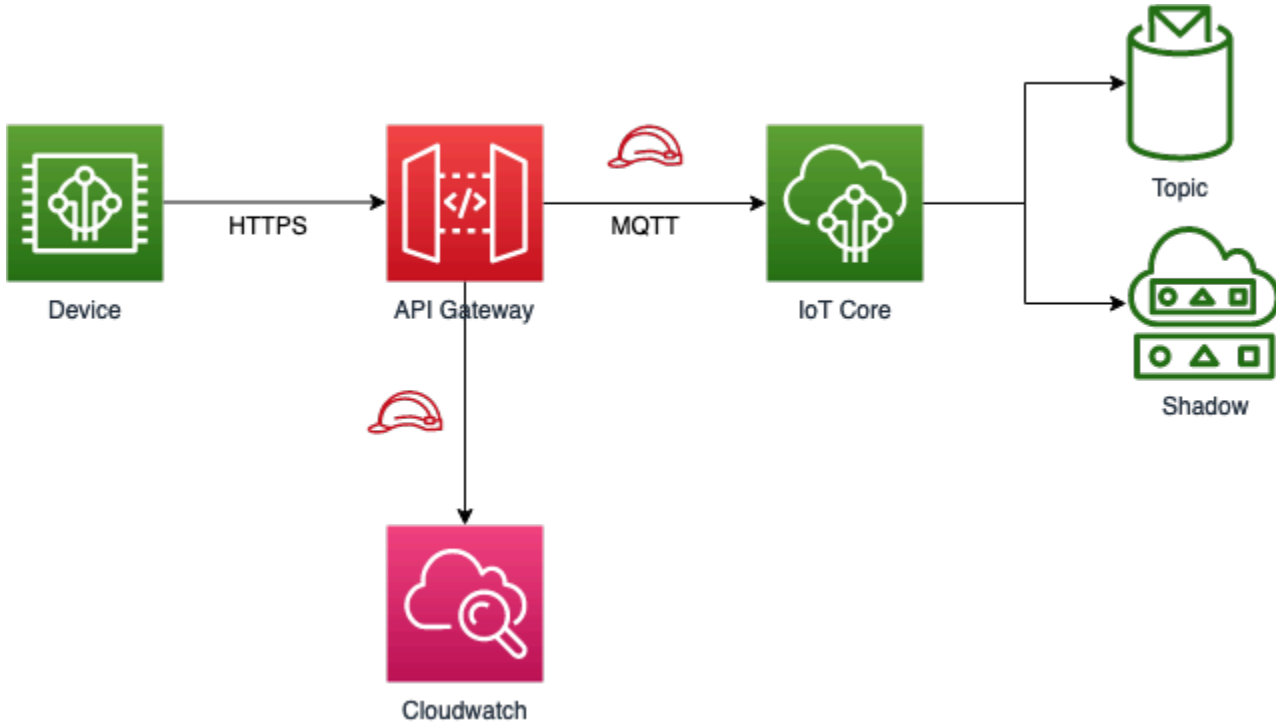 Topic
HTTPS
</>
MQTT
Device
API Gateway
IoT Core
Shadow
Cloudwatch